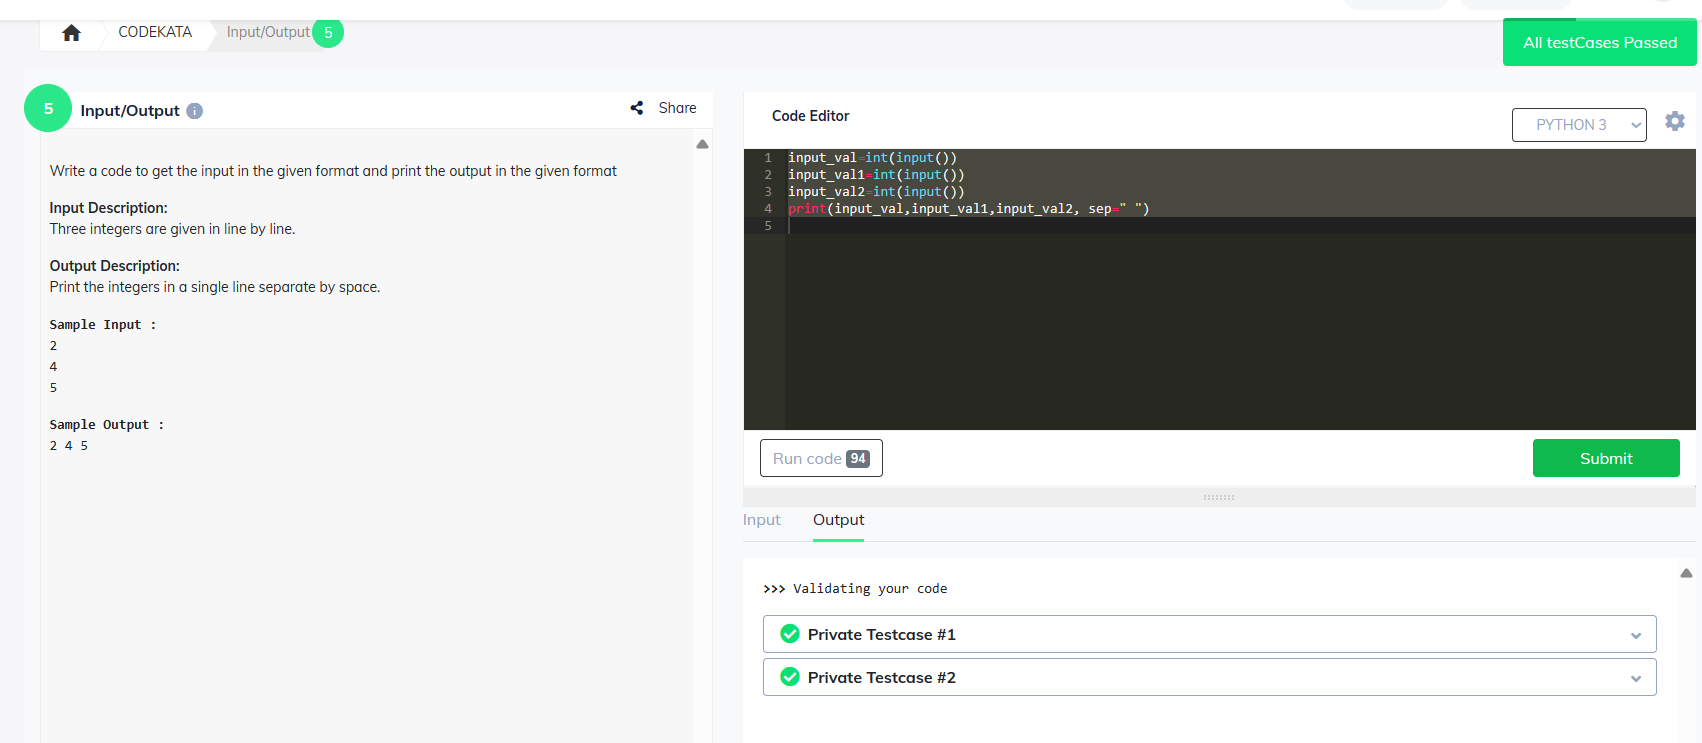 CODEKATA
Input/Output 5
All testCases Passed
5
Input/Output i
Share
Write a code to get the input in the given format and print the output in the given format
Input Description:
Three integers are given in line by line.
Output Description:
Print the integers in a single line separate by space.
Sample Input :
2
4
5
Sample Output :
2 4 5
Code Editor
PYTHON 3
1 input_val=int(input())
2 input_val1=int(input())
3 input_val2=int(input())
4 print(input_val,input_val1,input_val2, sep=" ")
5
Run code 94
Submit
Input
Output
>>> Validating your code
Private Testcase #1
Private Testcase #2